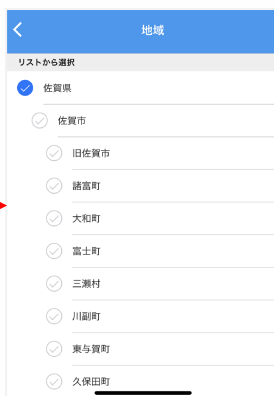 地域
リストから選択
佐賀県
佐賀市
旧佐賀市
諸富町
大和町
富士町
三瀬村
川副町
東与賀町
久保田町